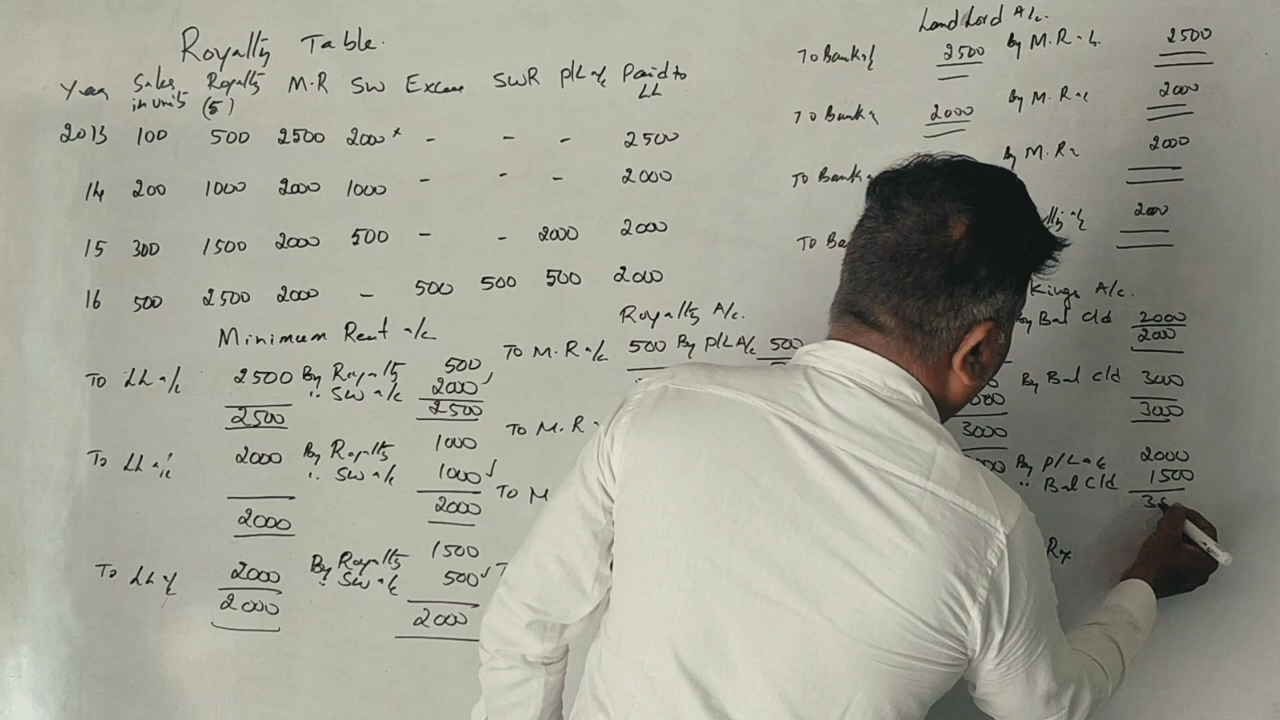 Royalty Table.
Year Sales in units Royalty (5) M.R SW Excess SWR P/L a/c Paid to LL
2013 100 500 2500 2000* - - - 2500
14 200 1000 2000 1000 - - - 2000
15 300 1500 2000 500 - - 2000 2000
16 500 2500 2000 - 500 500 500 2000
Minimum Rent a/c
To LL a/c 2500 By Royalty 500
" SW a/c 2000
2500 2500
To LL a/c 2000 By Royalty 1000
" SW a/c 1000
2000 2000
To LL a/c 2000 By Royalty 1500
" SW a/c 500
2000 2000
Royalty A/c.
To M.R a/c 500 By P/L A/c 500
To M.R
To M
Land Lord A/c.
To Bank a/c 2500 By M.R a/c 2500
To Bank a/c 2000 By M.R a/c 2000
To Bank a/c By M.R a/c 2000
To Ba 2000
kings A/c.
By Bal c/d 2000
2000
By Bal c/d 3000
3000 3000
By P/L a/c 2000
" Bal c/d 1500